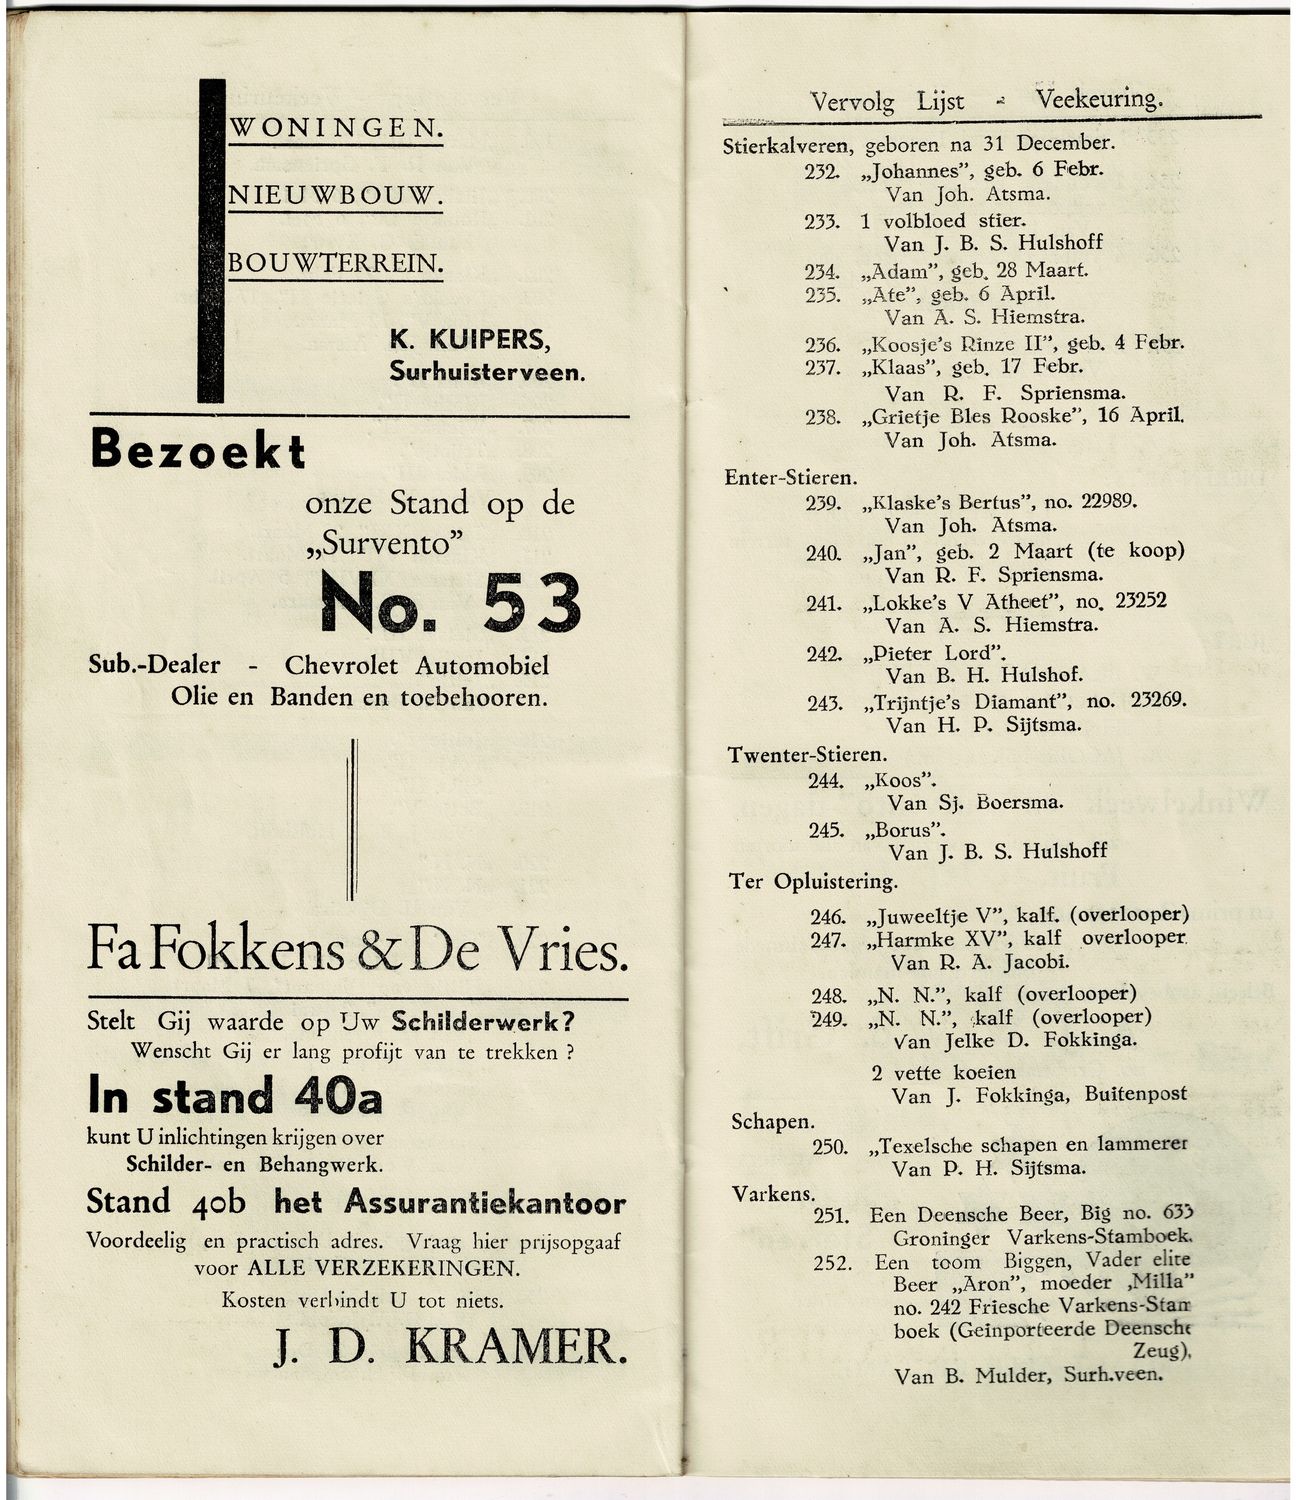 WONINGEN.
NIEUWBOUW.
BOUWTERREIN.
K. KUIPERS,
Surhuisterveen.
Bezoekt
onze Stand op de
„Survento”
No. 53
Sub.-Dealer - Chevrolet Automobiel
Olie en Banden en toebehooren.
Fa Fokkens & De Vries.
Stelt Gij waarde op Uw Schilderwerk?
Wenscht Gij er lang profijt van te trekken ?
In stand 40a
kunt U inlichtingen krijgen over
Schilder- en Behangwerk.
Stand 40b het Assurantiekantoor
Voordeelig en practisch adres. Vraag hier prijsopgaaf
voor ALLE VERZEKERINGEN.
Kosten verbindt U tot niets.
J. D. KRAMER.
Vervolg Lijst - Veekeuring.
Stierkalveren, geboren na 31 December.
232. „Johannes”, geb. 6 Febr.
Van Joh. Atsma.
233. 1 volbloed stier.
Van J. B. S. Hulshoff
234. „Adam”, geb. 28 Maart.
235. „Ate”, geb. 6 April.
Van A. S. Hiemstra.
236. „Koosje’s Rinze II”, geb. 4 Febr.
237. „Klaas”, geb. 17 Febr.
Van R. F. Spriensma.
238. „Grietje Bles Rooske”, 16 April.
Van Joh. Atsma.
Enter-Stieren.
239. „Klaske’s Bertus”, no. 22989.
Van Joh. Atsma.
240. „Jan”, geb. 2 Maart (te koop)
Van R. F. Spriensma.
241. „Lokke’s V Atheet”, no. 23252
Van A. S. Hiemstra.
242. „Pieter Lord”.
Van B. H. Hulshof.
243. „Trijntje’s Diamant”, no. 23269.
Van H. P. Sijtsma.
Twenter-Stieren.
244. „Koos”.
Van Sj. Boersma.
245. „Borus”.
Van J. B. S. Hulshoff
Ter Opluistering.
246. „Juweeltje V”, kalf. (overlooper)
247. „Harmke XV”, kalf overlooper
Van R. A. Jacobi.
248. „N. N.”, kalf (overlooper)
249. „N. N.”, kalf (overlooper)
Van Jelke D. Fokkinga.
2 vette koeien
Van J. Fokkinga, Buitenpost
Schapen.
250. „Texelsche schapen en lammerer
Van P. H. Sijtsma.
Varkens.
251. Een Deensche Beer, Big no. 633
Groninger Varkens-Stamboek.
252. Een toom Biggen, Vader elite
Beer „Aron”, moeder ‚Milla”
no. 242 Friesche Varkens-Stam
boek (Geïnporteerde Deensche
Zeug),
Van B. Mulder, Surh.veen.